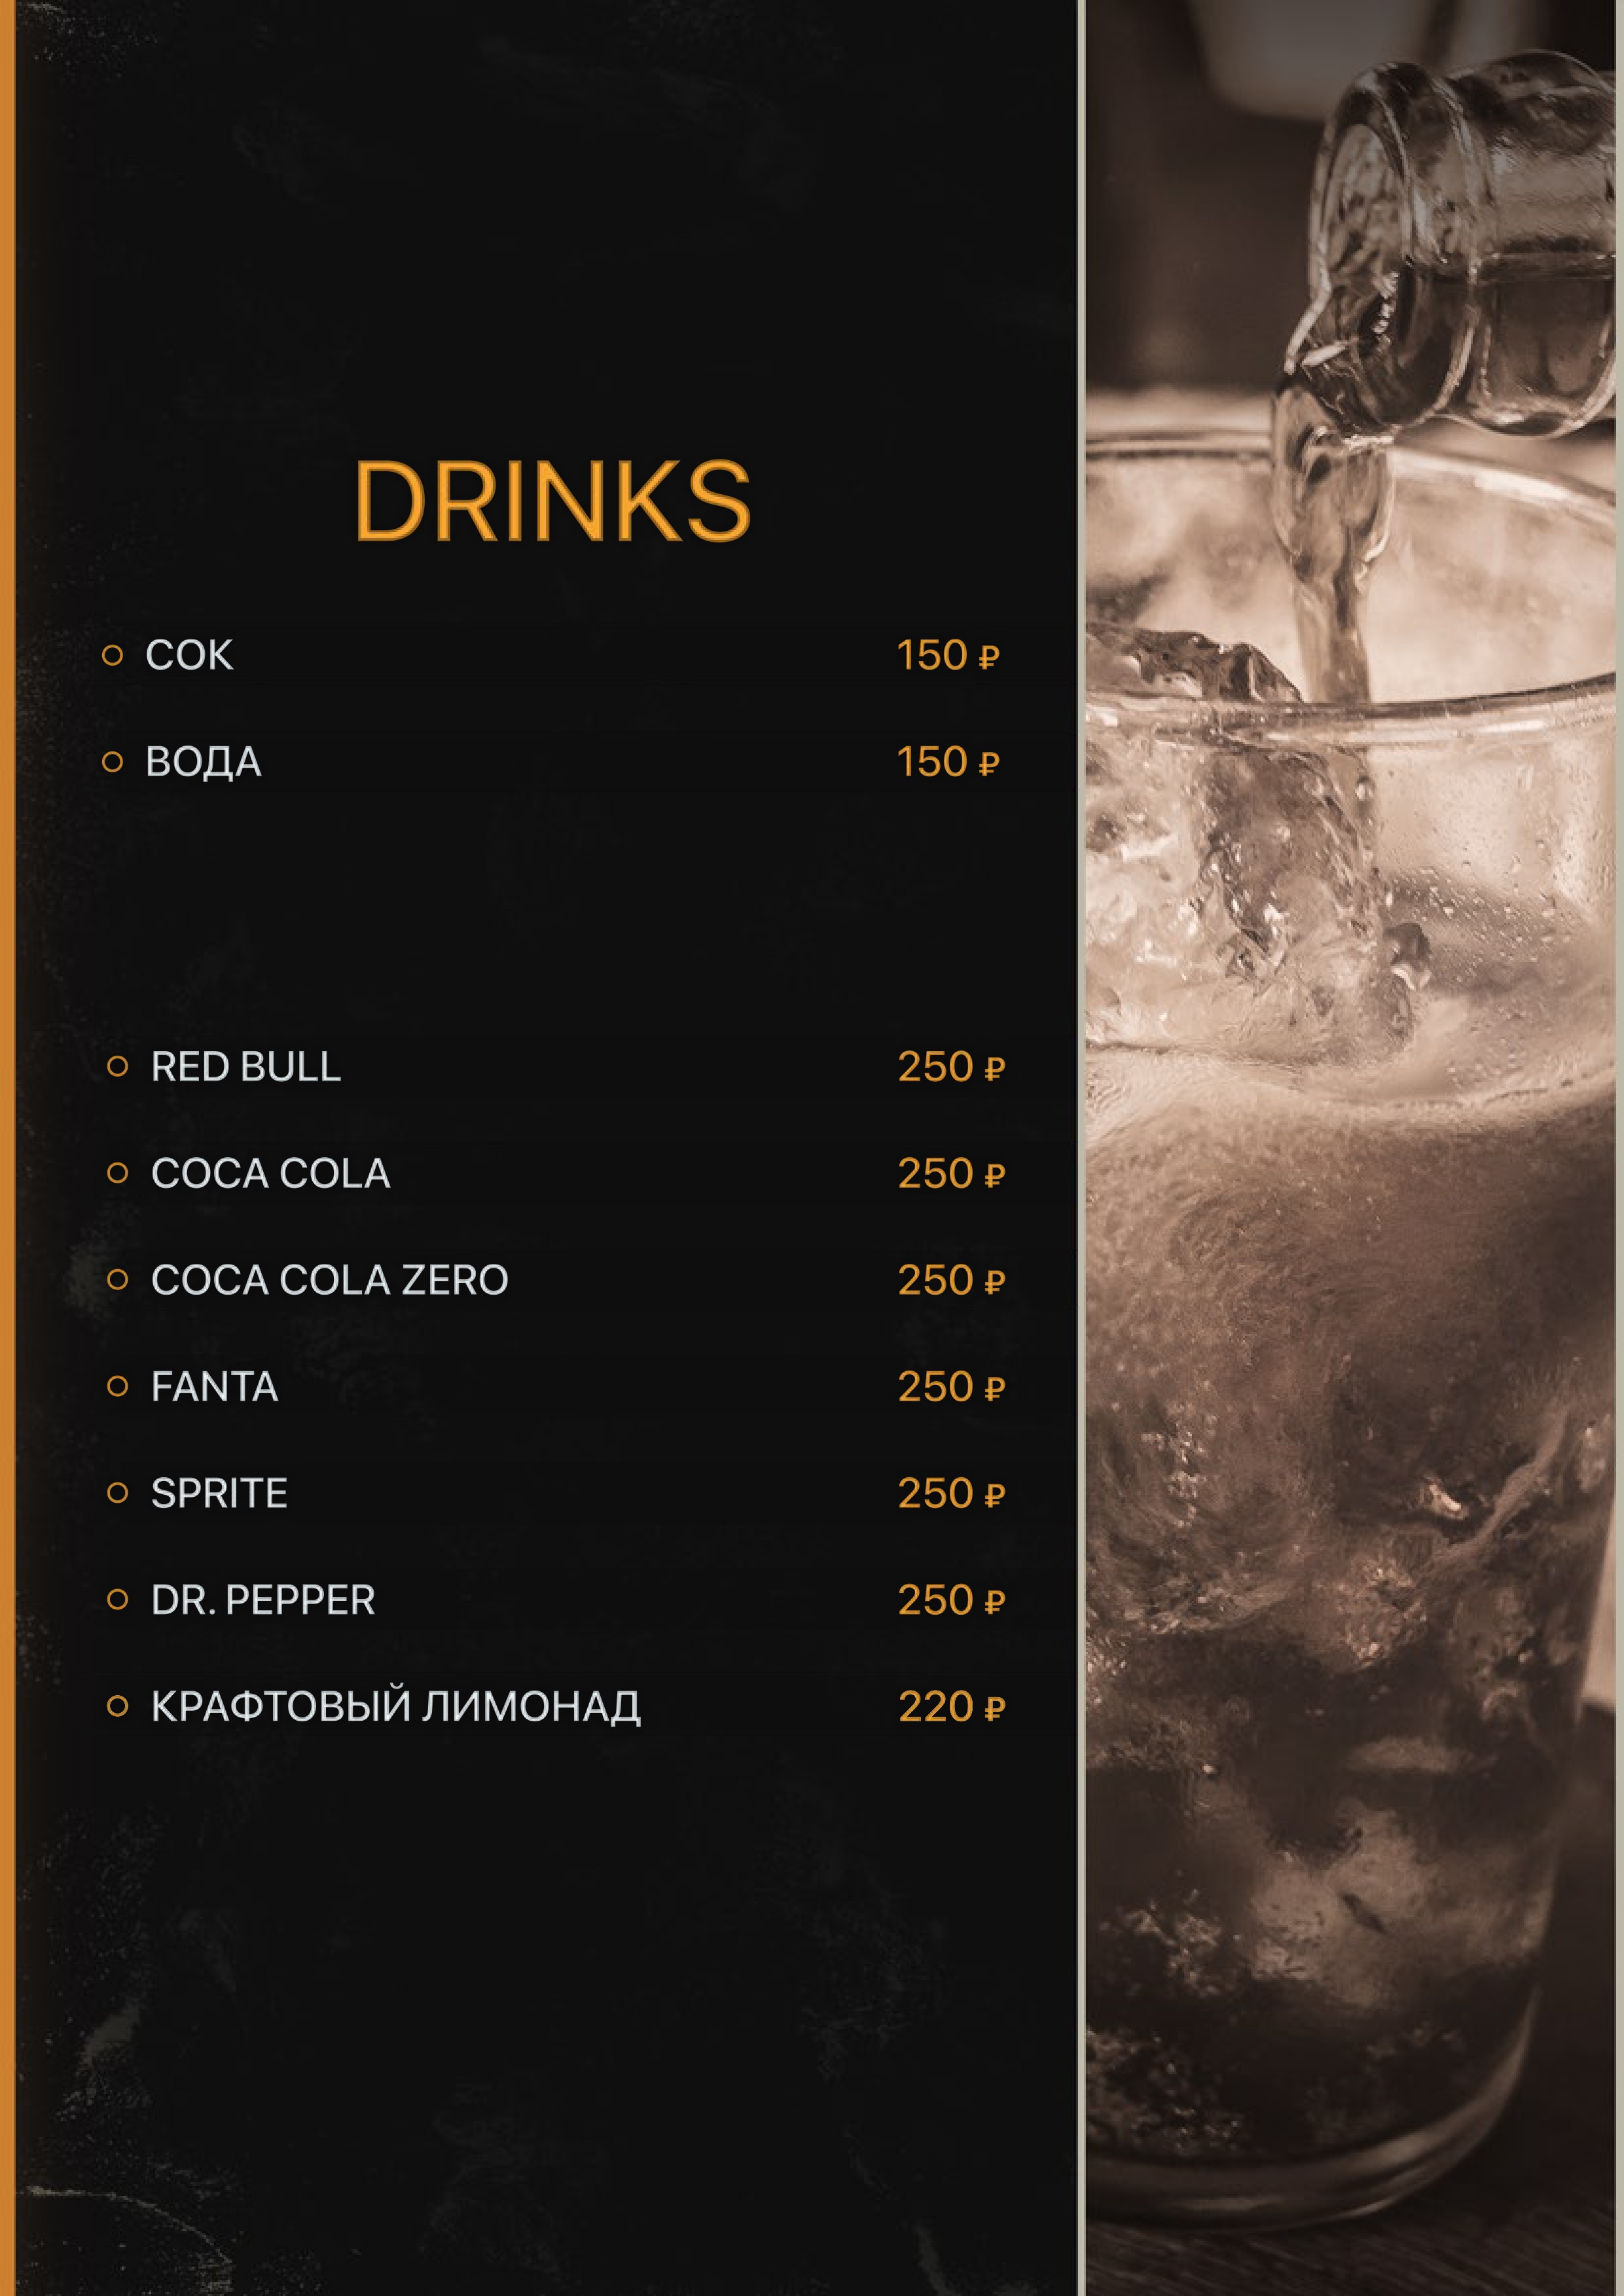 DRINKS
СОК 150 ₽
ВОДА 150 ₽
RED BULL 250 ₽
COCA COLA 250 ₽
COCA COLA ZERO 250 ₽
FANTA 250 ₽
SPRITE 250 ₽
DR. PEPPER 250 ₽
КРАФТОВЫЙ ЛИМОНАД 220 ₽